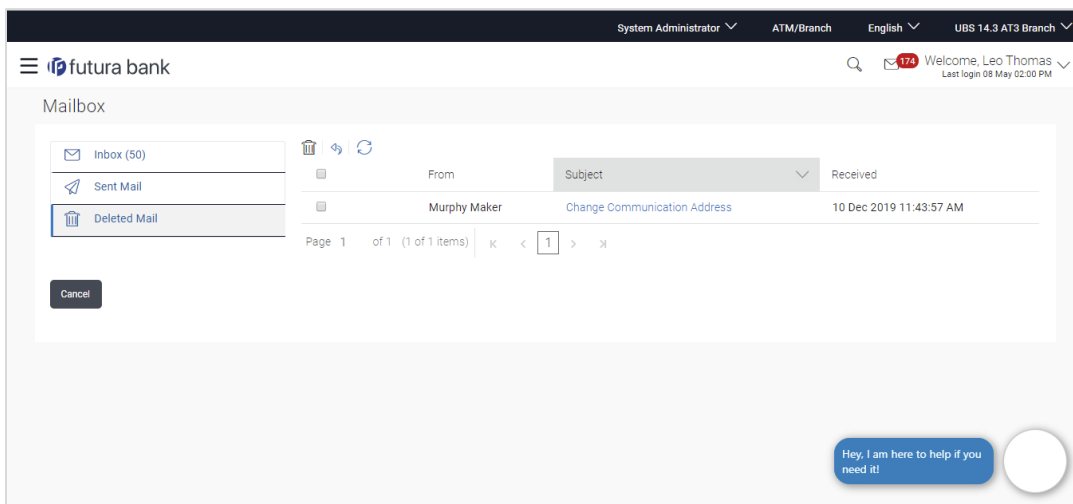 System Administrator ATM/Branch English UBS 14.3 AT3 Branch
futura bank 174 Welcome, Leo Thomas
Last login 08 May 02:00 PM
Mailbox
Inbox (50)
Sent Mail
Deleted Mail
Cancel
From Subject Received
Murphy Maker Change Communication Address 10 Dec 2019 11:43:57 AM
Page 1 of 1 (1 of 1 items) 1
Hey, I am here to help if you
need it!